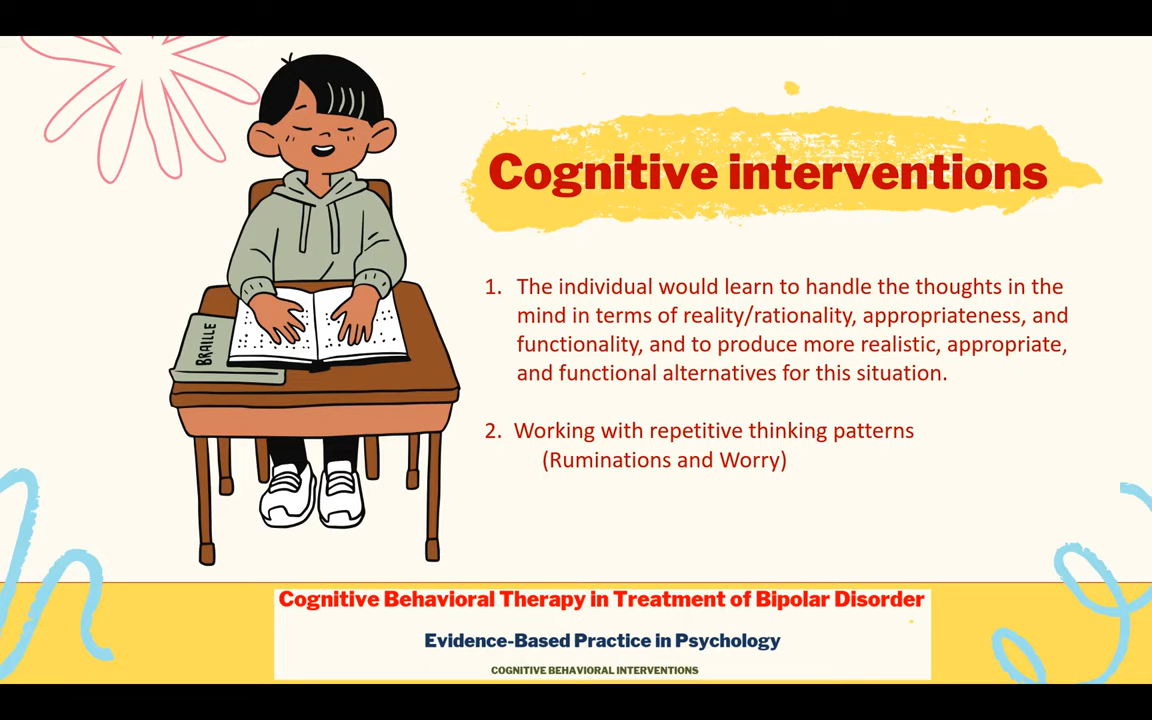 Cognitive interventions
1. The individual would learn to handle the thoughts in the
mind in terms of reality/rationality, appropriateness, and
functionality, and to produce more realistic, appropriate,
and functional alternatives for this situation.
2. Working with repetitive thinking patterns
(Ruminations and Worry)
BRAILLE
Cognitive Behavioral Therapy in Treatment of Bipolar Disorder
Evidence-Based Practice in Psychology
COGNITIVE BEHAVIORAL INTERVENTIONS